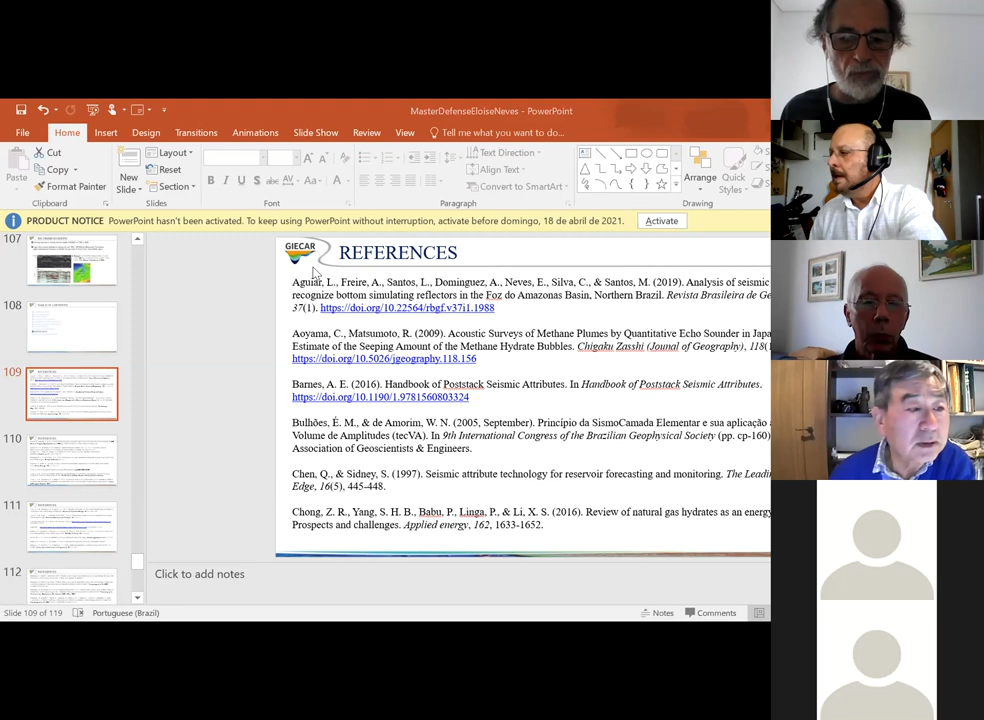 MasterDefenseEloiseNeves - PowerPoint
File Home Insert Design Transitions Animations Slide Show Review View Tell me what you want to do...
Paste Cut Copy Format Painter
New Slide Layout Reset Section
Text Direction Align Text Convert to SmartArt
Arrange Quick Styles
Clipboard Slides Font Paragraph Drawing
PRODUCT NOTICE PowerPoint hasn't been activated. To keep using PowerPoint without interruption, activate before domingo, 18 de abril de 2021. Activate
107
108
109
110
111
112
GIECAR
REFERENCES
Aguiar, L., Freire, A., Santos, L., Dominguez, A., Neves, E., Silva, C., & Santos, M. (2019). Analysis of seismic
recognize bottom simulating reflectors in the Foz do Amazonas Basin, Northern Brazil. Revista Brasileira de Ge
37(1). https://doi.org/10.22564/rbgf.v37i1.1988
Aoyama, C., Matsumoto, R. (2009). Acoustic Surveys of Methane Plumes by Quantitative Echo Sounder in Japa
Estimate of the Seeping Amount of the Methane Hydrate Bubbles. Chigaku Zasshi (Jounal of Geography), 118(1
https://doi.org/10.5026/jgeography.118.156
Barnes, A. E. (2016). Handbook of Poststack Seismic Attributes. In Handbook of Poststack Seismic Attributes.
https://doi.org/10.1190/1.9781560803324
Bulhões, É. M., & de Amorim, W. N. (2005, September). Princípio da SismoCamada Elementar e sua aplicação
Volume de Amplitudes (tecVA). In 9th International Congress of the Brazilian Geophysical Society (pp. cp-160)
Association of Geoscientists & Engineers.
Chen, Q., & Sidney, S. (1997). Seismic attribute technology for reservoir forecasting and monitoring. The Leadi
Edge, 16(5), 445-448.
Chong, Z. R., Yang, S. H. B., Babu, P., Linga, P., & Li, X. S. (2016). Review of natural gas hydrates as an energy
Prospects and challenges. Applied energy, 162, 1633-1652.
Click to add notes
Slide 109 of 119 Portuguese (Brazil) Notes Comments